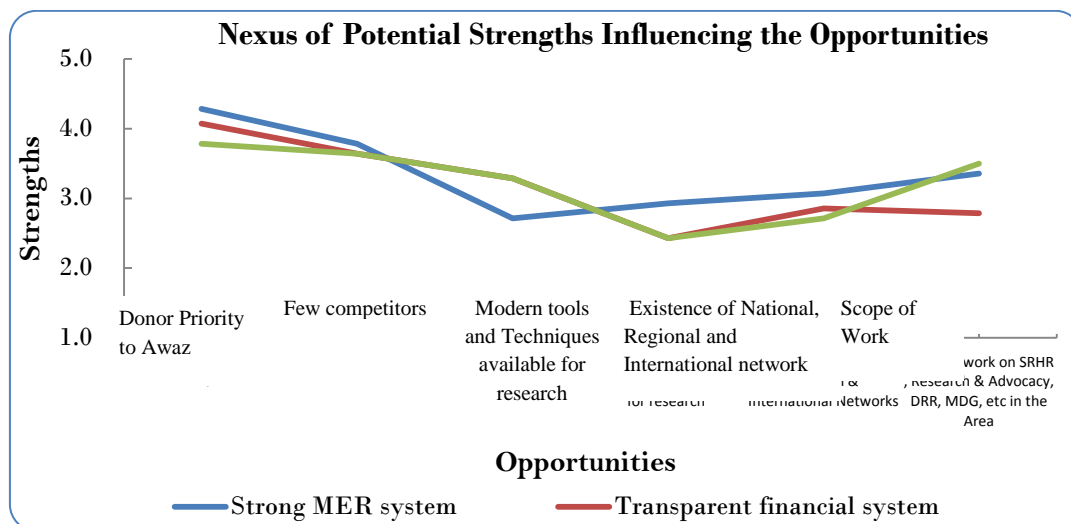 Nexus of Potential Strengths Influencing the Opportunities
5.0
4.0
3.0
2.0
1.0
Strengths
Donor Priority
to Awaz
Few competitors
Modern tools
and Techniques
available for
research
Existence of National,
Regional and
International network
Scope of
Work
work on SRHR
&
, Research & Advocacy,
for research
International Networks
DRR, MDG, etc in the
Area
Opportunities
Strong MER system
Transparent financial system